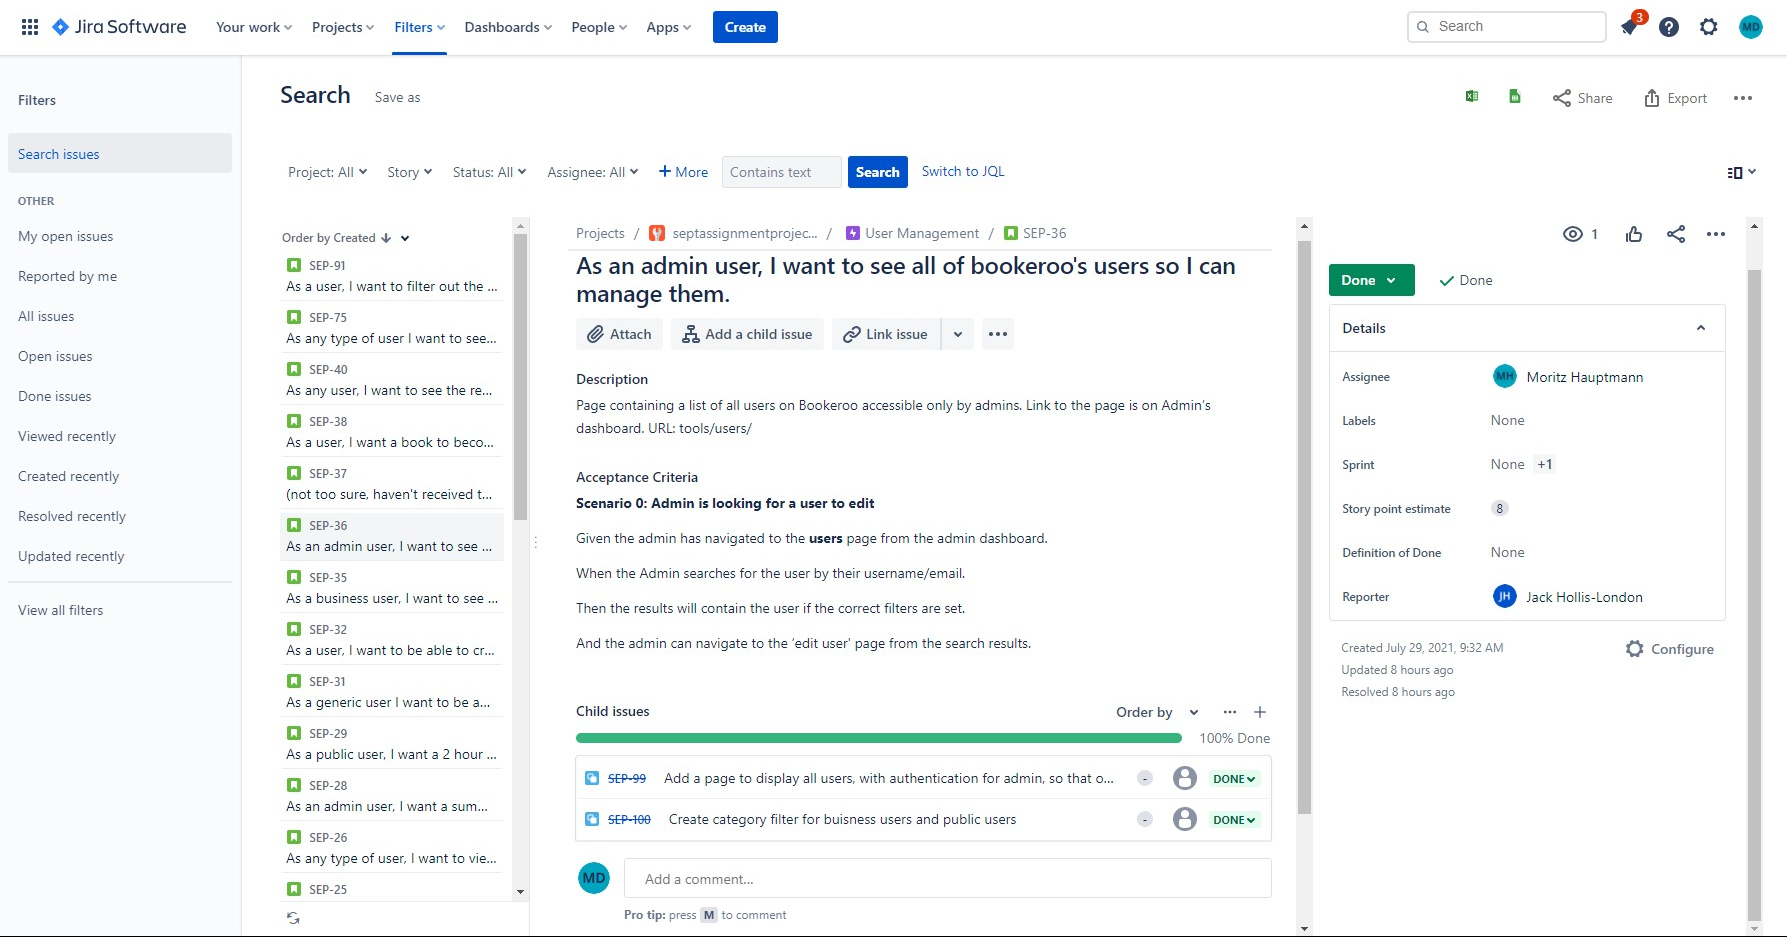 Jira Software
Your work
Projects
Filters
Dashboards
People
Apps
Create
Search
3
MD
Filters
Search issues
OTHER
My open issues
Reported by me
All issues
Open issues
Done issues
Viewed recently
Created recently
Resolved recently
Updated recently
View all filters
Search
Save as
Share
Export
Project: All
Story
Status: All
Assignee: All
+ More
Contains text
Search
Switch to JQL
Order by Created
SEP-91
As a user, I want to filter out the ...
SEP-75
As any type of user I want to see...
SEP-40
As any user, I want to see the re...
SEP-38
As a user, I want a book to beco...
SEP-37
(not too sure, haven't received t...
SEP-36
As an admin user, I want to see ...
SEP-35
As a business user, I want to see ...
SEP-32
As a user, I want to be able to cr...
SEP-31
As a generic user I want to be a...
SEP-29
As a public user, I want a 2 hour ...
SEP-28
As an admin user, I want a sum...
SEP-26
As any type of user, I want to vie...
SEP-25
Projects / septassignmentprojec... / User Management / SEP-36
As an admin user, I want to see all of bookeroo's users so I can
manage them.
Attach
Add a child issue
Link issue
Description
Page containing a list of all users on Bookeroo accessible only by admins. Link to the page is on Admin's
dashboard. URL: tools/users/
Acceptance Criteria
Scenario 0: Admin is looking for a user to edit
Given the admin has navigated to the users page from the admin dashboard.
When the Admin searches for the user by their username/email.
Then the results will contain the user if the correct filters are set.
And the admin can navigate to the 'edit user' page from the search results.
Child issues
Order by
100% Done
SEP-99 Add a page to display all users, with authentication for admin, so that o... - DONE
SEP-100 Create category filter for buisness users and public users - DONE
MD
Add a comment...
Pro tip: press M to comment
1
Done
Done
Details
Assignee MH Moritz Hauptmann
Labels None
Sprint None +1
Story point estimate 8
Definition of Done None
Reporter JH Jack Hollis-London
Created July 29, 2021, 9:32 AM
Configure
Updated 8 hours ago
Resolved 8 hours ago